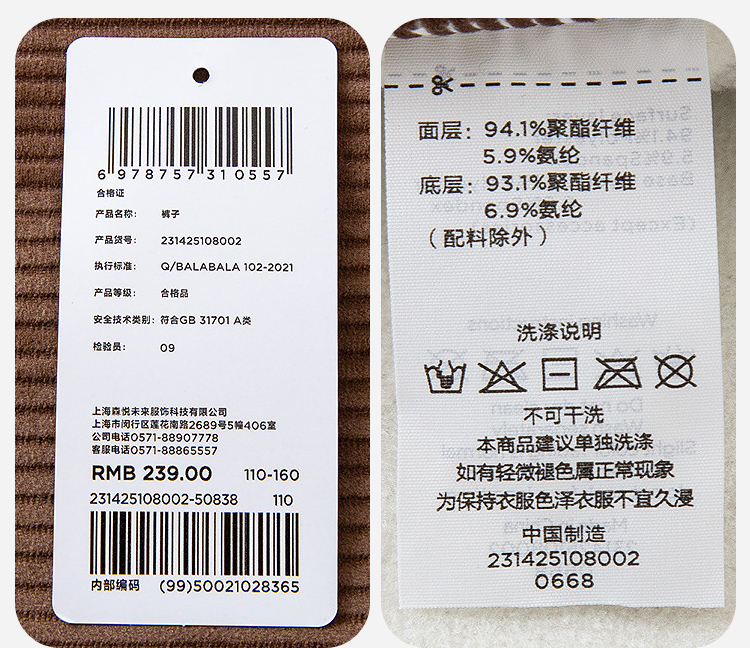 6 978757 310557
合格证
产品名称： 裤子
产品货号： 231425108002
执行标准： Q/BALABALA 102-2021
产品等级： 合格品
安全技术类别：符合GB 31701 A类
检验员： 09
上海森悦未来服饰科技有限公司
上海市闵行区莲花南路2689号5幢406室
公司电话0571-88907778
客服电话0571-88865557
RMB 239.00 110-160
231425108002-50838 110
内部编码 (99)50021028365
面层：94.1%聚酯纤维
5.9%氨纶
底层：93.1%聚酯纤维
6.9%氨纶
（配料除外）
洗涤说明
不可干洗
本商品建议单独洗涤
如有轻微褪色属正常现象
为保持衣服色泽衣服不宜久浸
中国制造
231425108002
0668